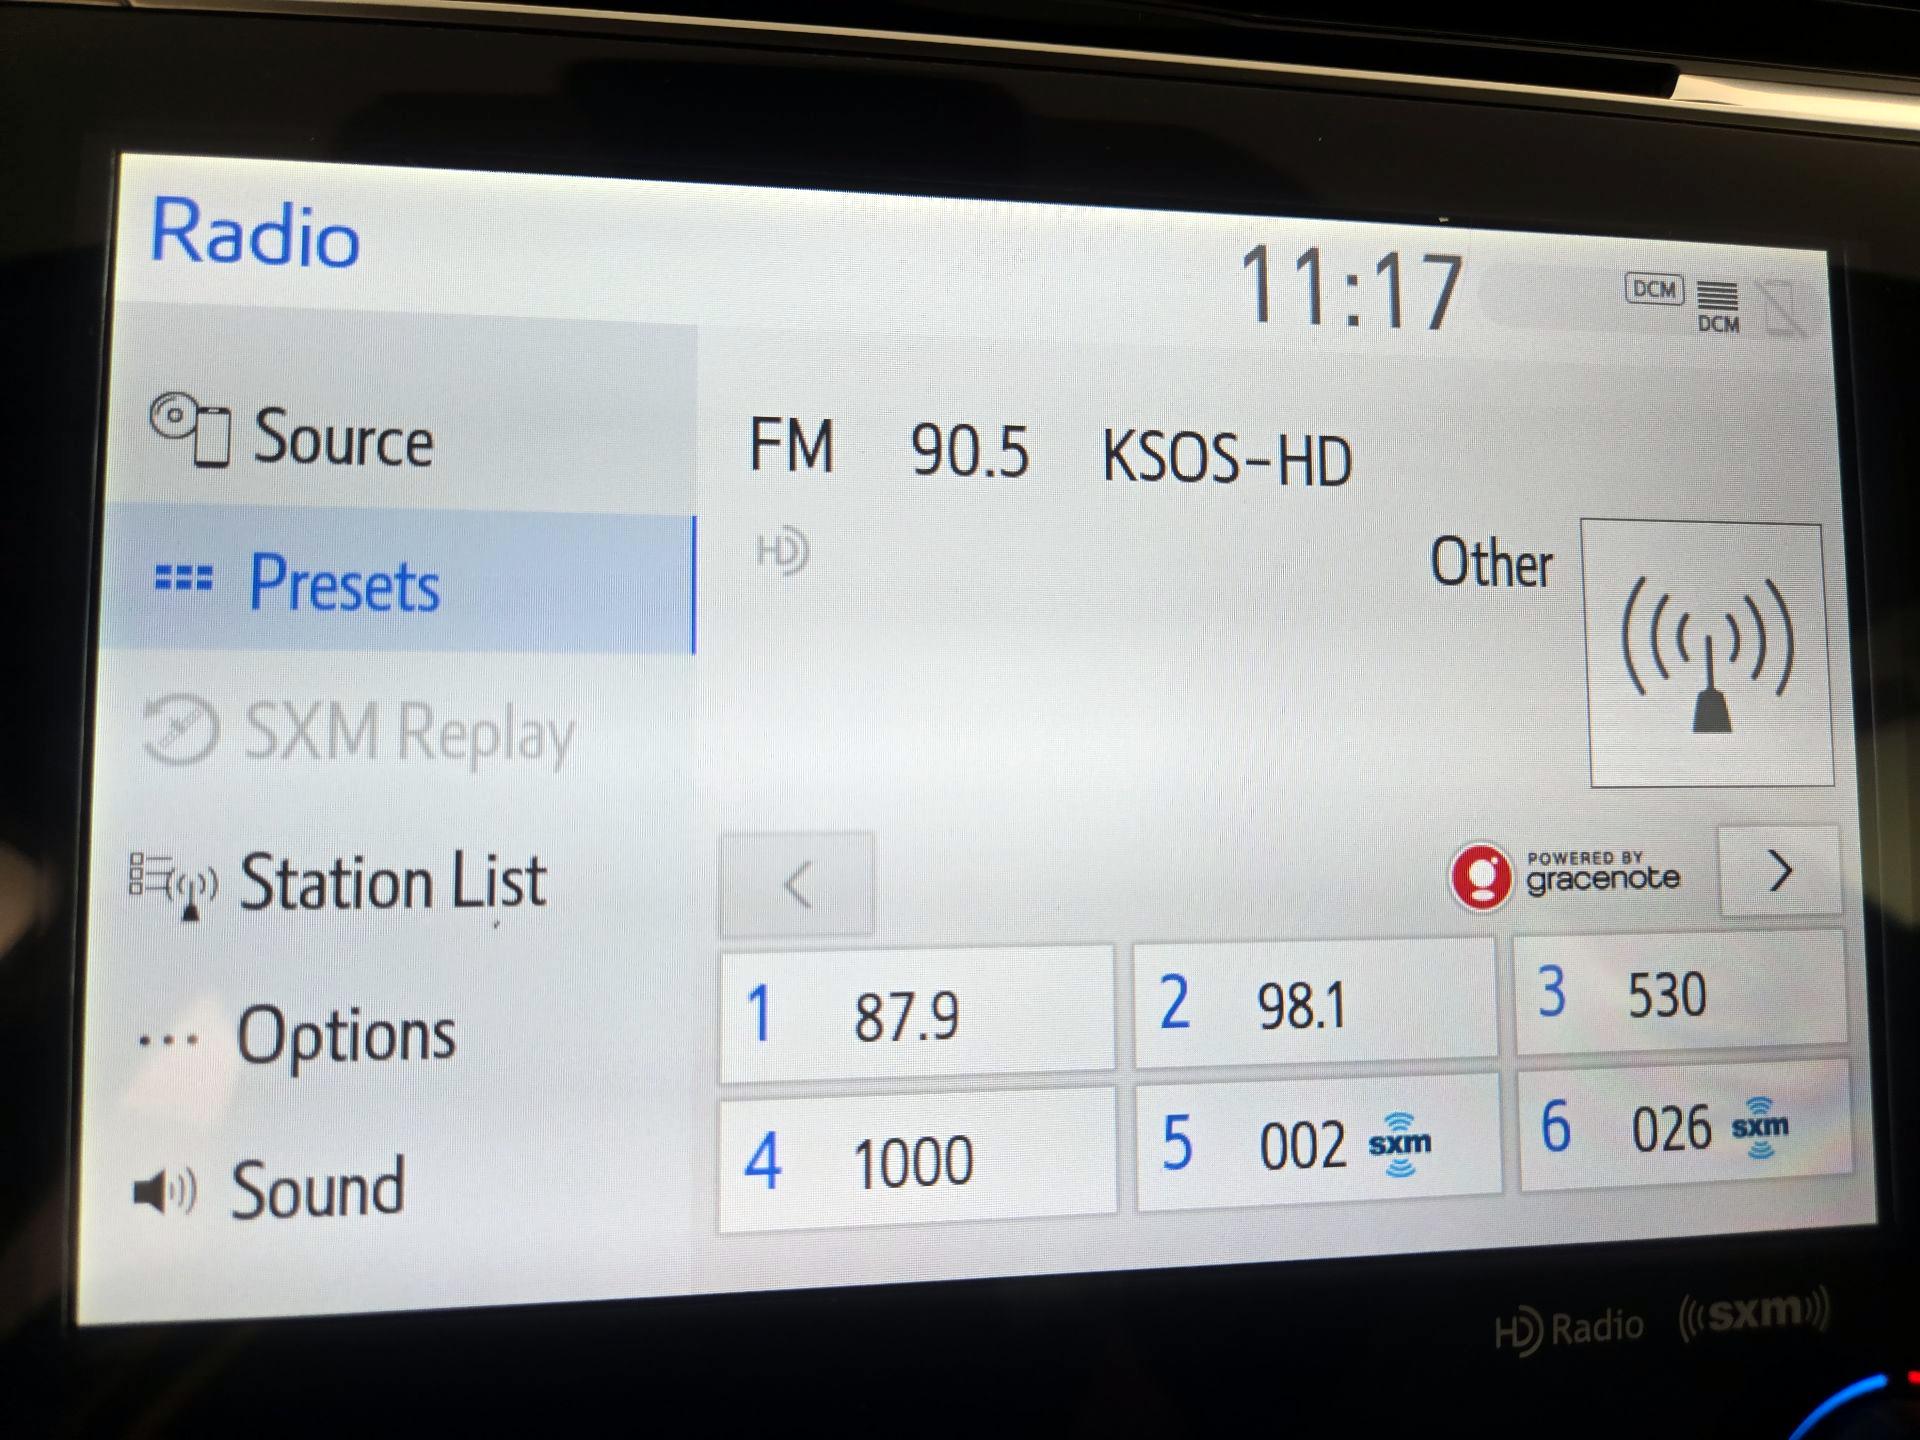 Radio
11:17
DCM
DCM
Source
Presets
SXM Replay
Station List
Options
Sound
FM 90.5 KSOS-HD
HD
Other
POWERED BY
gracenote
1 87.9
2 98.1
3 530
4 1000
5 002 sxm
6 026 sxm
HD Radio
sxm